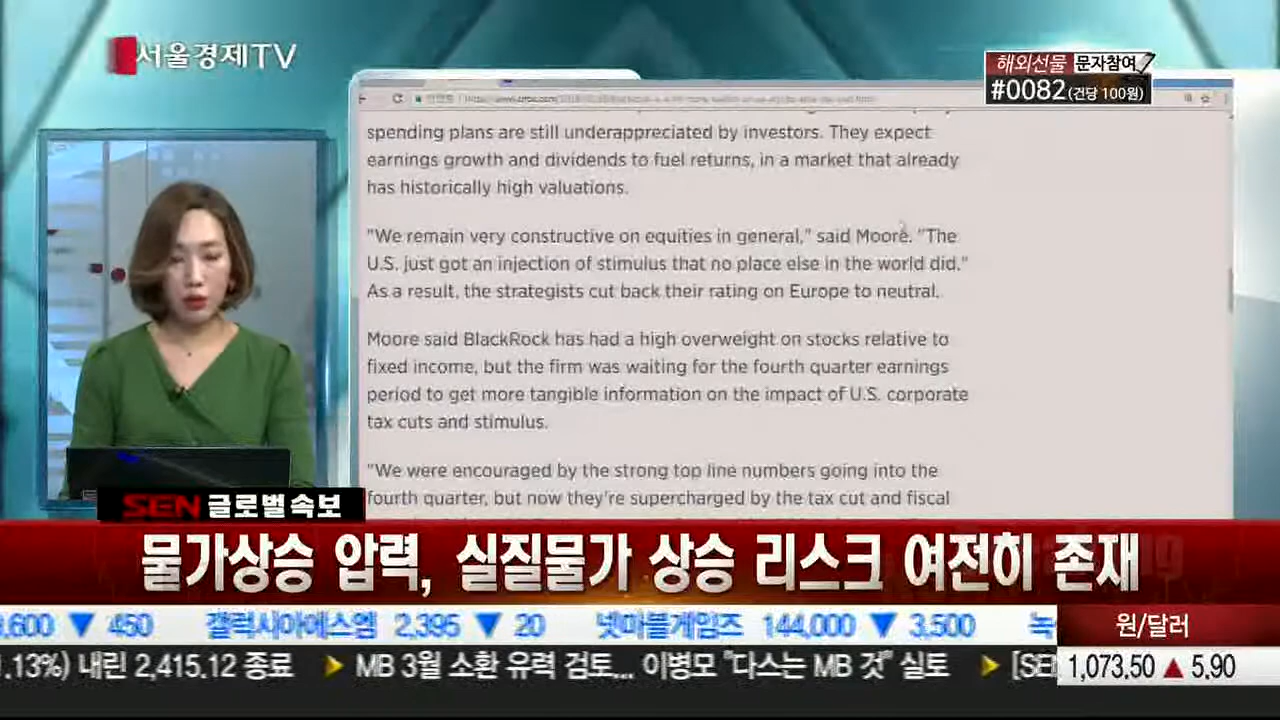 서울경제TV
해외선물 문자참여
#0082(건당 100원)
spending plans are still underappreciated by investors. They expect
earnings growth and dividends to fuel returns, in a market that already
has historically high valuations.
"We remain very constructive on equities in general," said Moore. "The
U.S. just got an injection of stimulus that no place else in the world did."
As a result, the strategists cut back their rating on Europe to neutral.
Moore said BlackRock has had a high overweight on stocks relative to
fixed income, but the firm was waiting for the fourth quarter earnings
period to get more tangible information on the impact of U.S. corporate
tax cuts and stimulus.
"We were encouraged by the strong top line numbers going into the
fourth quarter, but now they're supercharged by the tax cut and fiscal
SEN 글로벌속보
물가상승 압력, 실질물가 상승 리스크 여전히 존재
,600 ▼ 450 갤럭시아에스엠 2,395 ▼ 20 넷마블게임즈 144,000 ▼ 3,500 녹
원/달러
1.13%) 내린 2,415.12 종료 ▶ MB 3월 소환 유력 검토... 이병모 "다스는 MB 것" 실토 ▶ [SE
1,073.50 ▲ 5.90